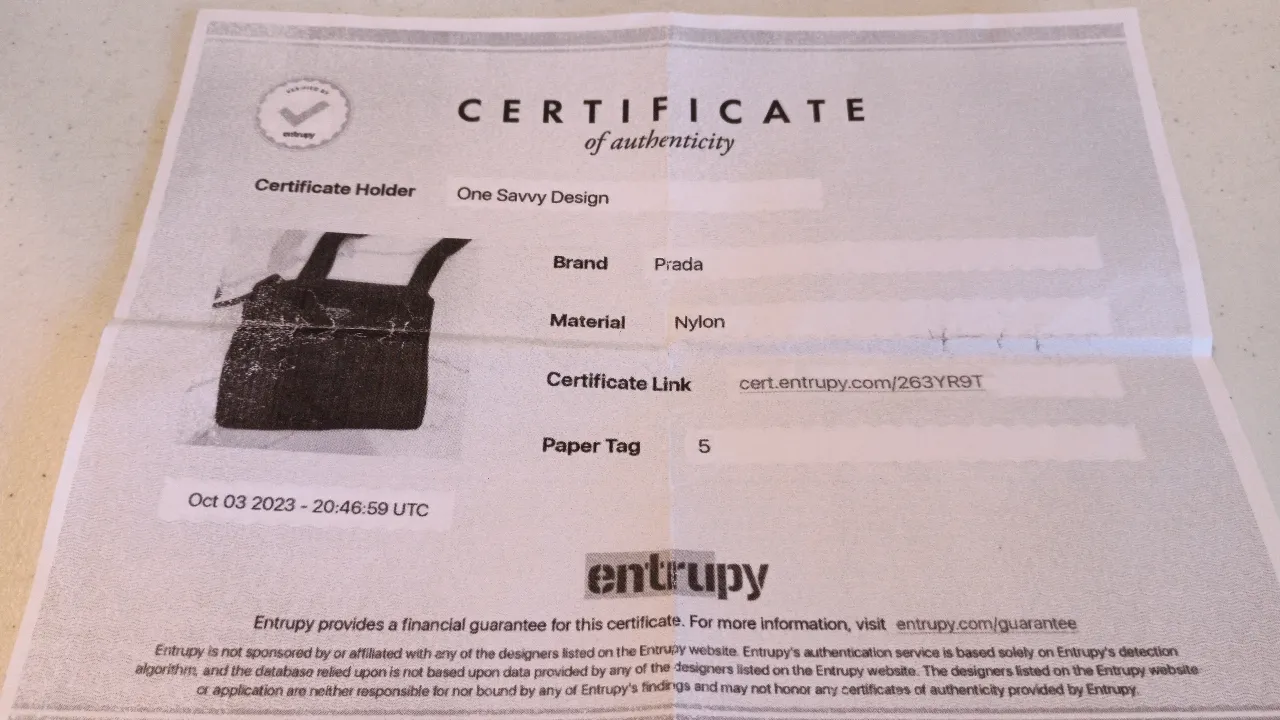 VERIFIED BY
entrupy
CERTIFICATE
of authenticity
Certificate Holder One Savvy Design
Brand Prada
Material Nylon
Certificate Link cert.entrupy.com/263YR9T
Paper Tag 5
Oct 03 2023 - 20:46:59 UTC
entrupy
Entrupy provides a financial guarantee for this certificate. For more information, visit entrupy.com/guarantee
Entrupy is not sponsored by or affiliated with any of the designers listed on the Entrupy website. Entrupy's authentication service is based solely on Entrupy's detection
algorithm, and the database relied upon is not based upon data provided by any of the designers listed on the Entrupy website. The designers listed on the Entrupy website
or application are neither responsible for nor bound by any of Entrupy's findings and may not honor any certificates of authenticity provided by Entrupy.